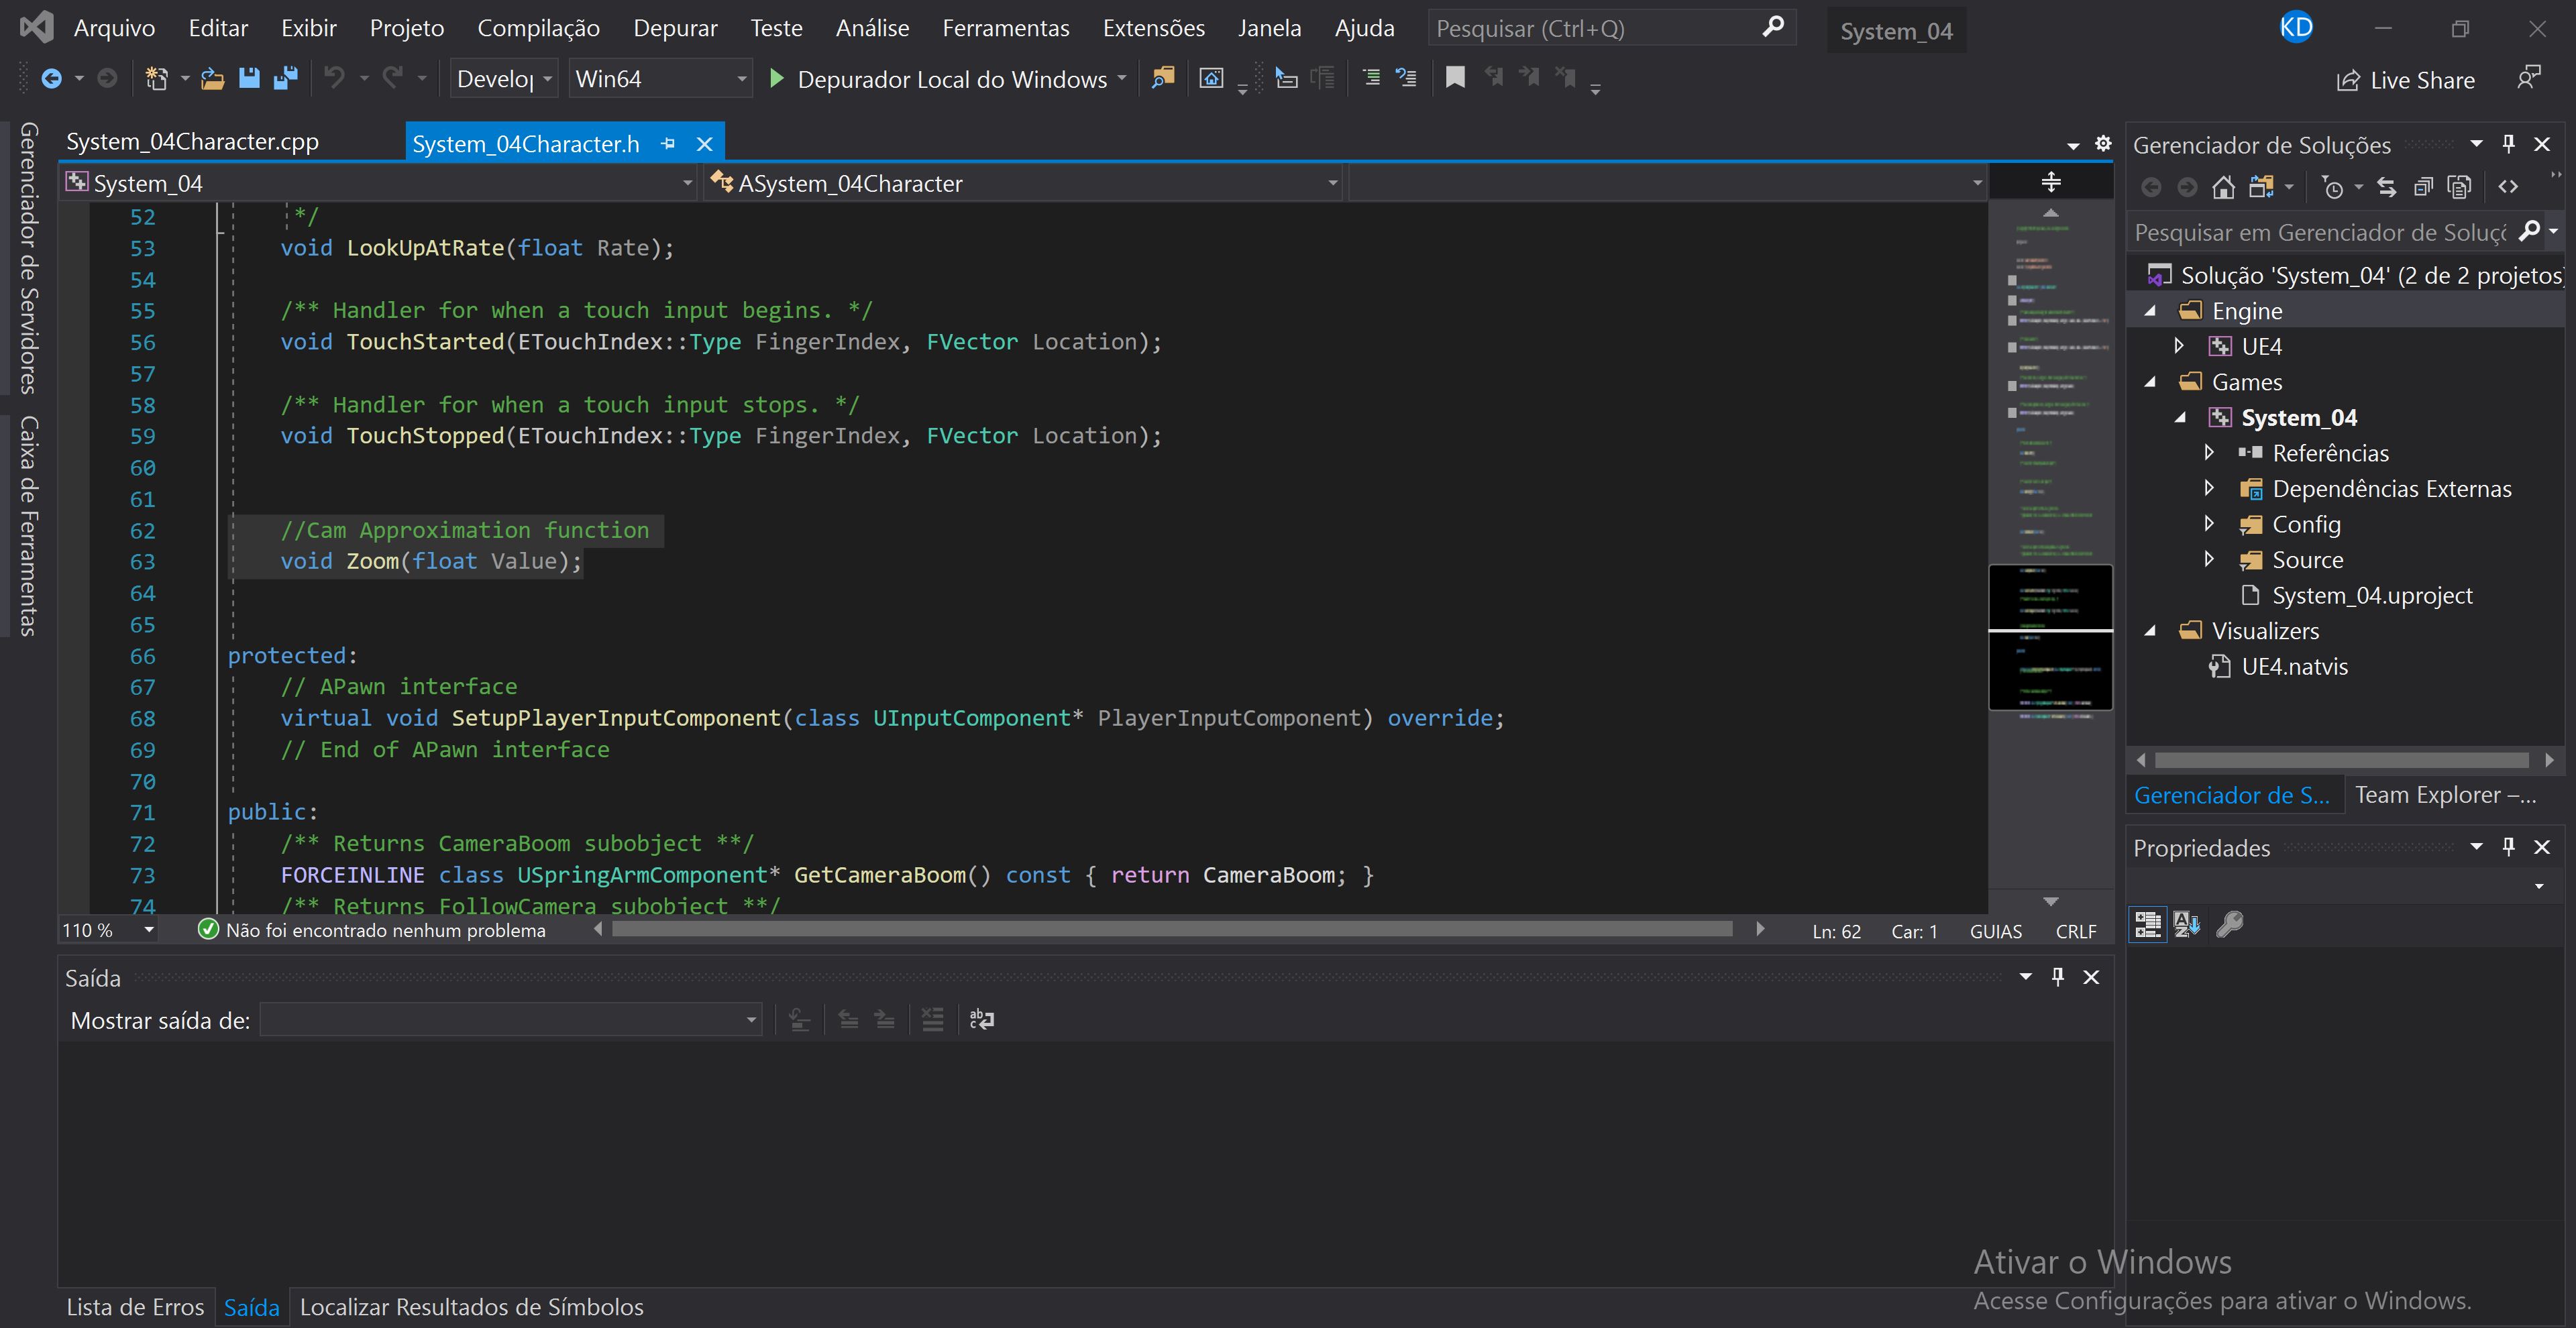 Arquivo Editar Exibir Projeto Compilação Depurar Teste Análise Ferramentas Extensões Janela Ajuda Pesquisar (Ctrl+Q) System_04 KD
Develop Win64 Depurador Local do Windows Live Share
Gerenciador de Servidores
Caixa de Ferramentas
System_04Character.cpp System_04Character.h
System_04 ASystem_04Character
52 */
53 void LookUpAtRate(float Rate);
54
55 /** Handler for when a touch input begins. */
56 void TouchStarted(ETouchIndex::Type FingerIndex, FVector Location);
57
58 /** Handler for when a touch input stops. */
59 void TouchStopped(ETouchIndex::Type FingerIndex, FVector Location);
60
61
62 //Cam Approximation function
63 void Zoom(float Value);
64
65
66 protected:
67 // APawn interface
68 virtual void SetupPlayerInputComponent(class UInputComponent* PlayerInputComponent) override;
69 // End of APawn interface
70
71 public:
72 /** Returns CameraBoom subobject **/
73 FORCEINLINE class USpringArmComponent* GetCameraBoom() const { return CameraBoom; }
74 /** Returns FollowCamera subobject **/
110 % Não foi encontrado nenhum problema Ln: 62 Car: 1 GUIAS CRLF
Saída
Mostrar saída de:
Lista de Erros Saída Localizar Resultados de Símbolos
Gerenciador de Soluções
Pesquisar em Gerenciador de Soluçõ
Solução 'System_04' (2 de 2 projetos)
Engine
UE4
Games
System_04
Referências
Dependências Externas
Config
Source
System_04.uproject
Visualizers
UE4.natvis
Gerenciador de S... Team Explorer –...
Propriedades
Ativar o Windows
Acesse Configurações para ativar o Windows.